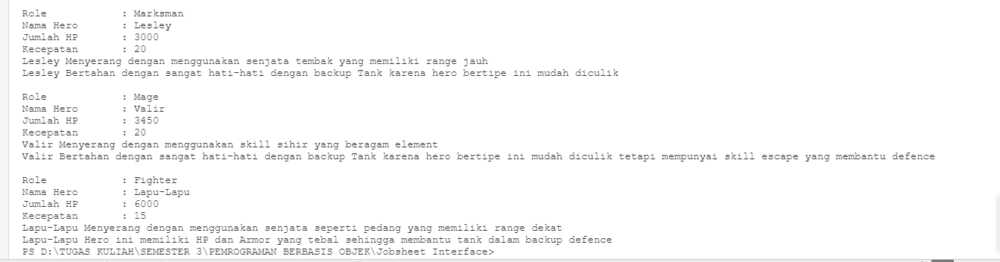 Role : Marksman
Nama Hero : Lesley
Jumlah HP : 3000
Kecepatan : 20
Lesley Menyerang dengan menggunakan senjata tembak yang memiliki range jauh
Lesley Bertahan dengan sangat hati-hati dengan backup Tank karena hero bertipe ini mudah diculik
Role : Mage
Nama Hero : Valir
Jumlah HP : 3450
Kecepatan : 20
Valir Menyerang dengan menggunakan skill sihir yang beragam element
Valir Bertahan dengan sangat hati-hati dengan backup Tank karena hero bertipe ini mudah diculik tetapi mempunyai skill escape yang membantu defence
Role : Fighter
Nama Hero : Lapu-Lapu
Jumlah HP : 6000
Kecepatan : 15
Lapu-Lapu Menyerang dengan menggunakan senjata seperti pedang yang memiliki range dekat
Lapu-Lapu Hero ini memiliki HP dan Armor yang tebal sehingga membantu tank dalam backup defence
PS D:\TUGAS KULIAH\SEMESTER 3\PEMROGRAMAN BERBASIS OBJEK\Jobsheet Interface>